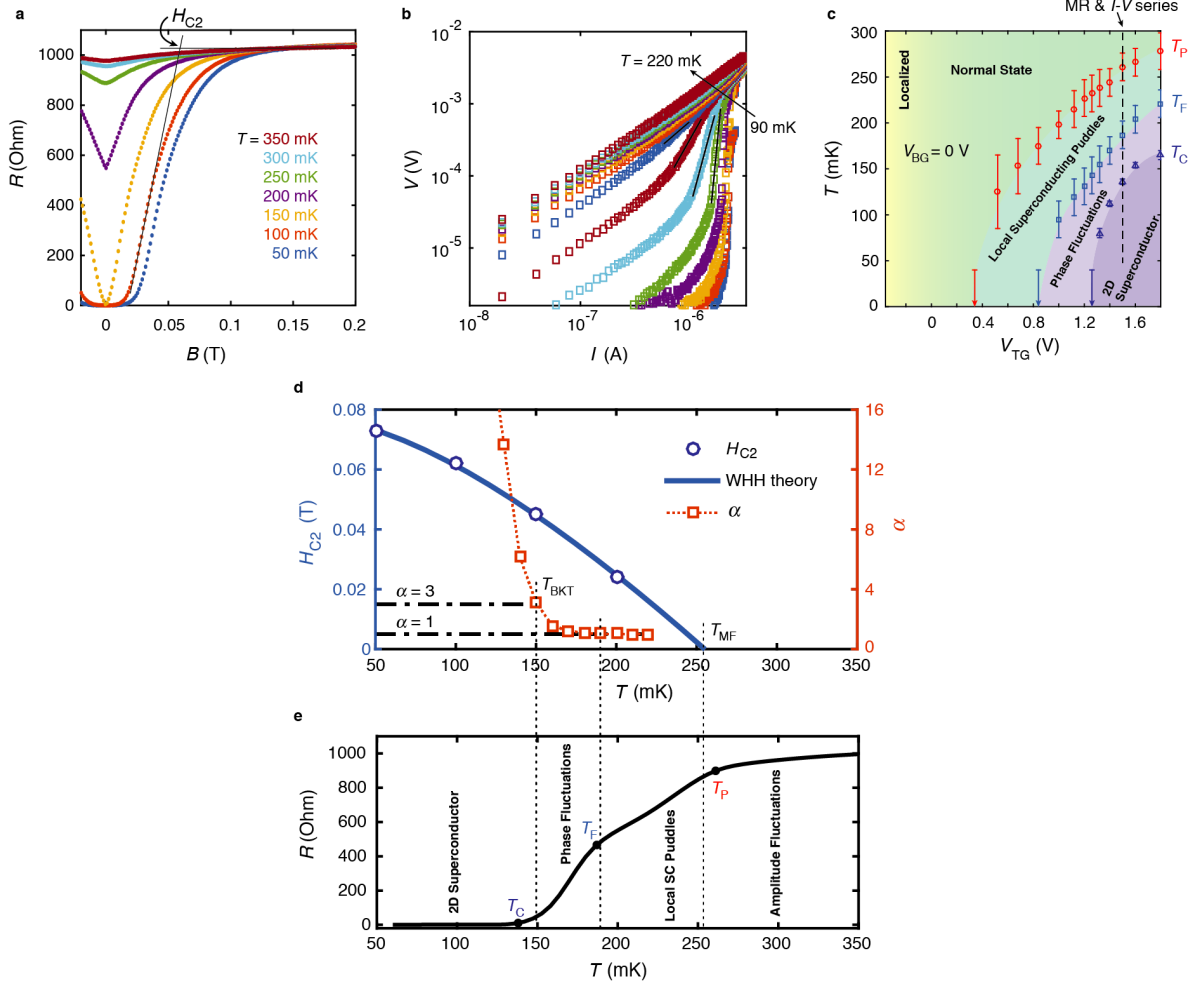 a
H_C2
1000
800
600
400
200
0
R (Ohm)
T = 350 mK
300 mK
250 mK
200 mK
150 mK
100 mK
50 mK
0
0.05
0.1
0.15
0.2
B (T)
b
10^-2
10^-3
10^-4
10^-5
V (V)
T = 220 mK
90 mK
10^-8
10^-7
10^-6
I (A)
c
MR & I-V series
300
250
200
150
100
50
0
T (mK)
Localized
Normal State
V_BG = 0 V
Local Superconducting Puddles
Phase Fluctuations
2D
Superconductor
T_P
T_F
T_C
0
0.4
0.8
1.2
1.6
V_TG (V)
d
0.08
0.06
0.04
0.02
0
H_C2 (T)
H_C2
WHH theory
α
α = 3
α = 1
T_BKT
T_MF
16
12
8
4
0
α
50
100
150
200
250
300
350
T (mK)
e
1000
800
600
400
200
0
R (Ohm)
2D Superconductor
Phase Fluctuations
Local SC Puddles
Amplitude Fluctuations
T_C
T_F
T_P
50
100
150
200
250
300
350
T (mK)